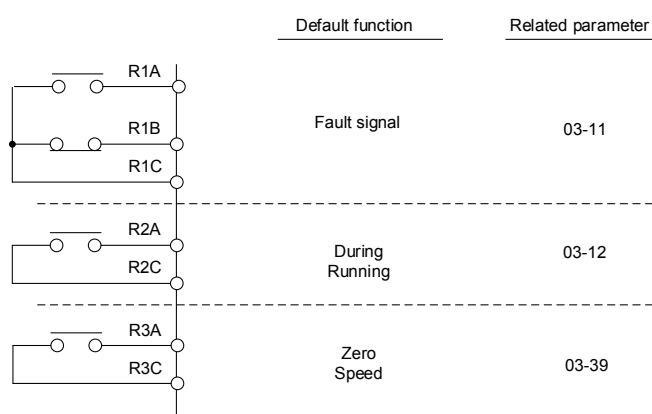 Default function
Related parameter
R1A
R1B
R1C
Fault signal
03-11
R2A
R2C
During
Running
03-12
R3A
R3C
Zero
Speed
03-39